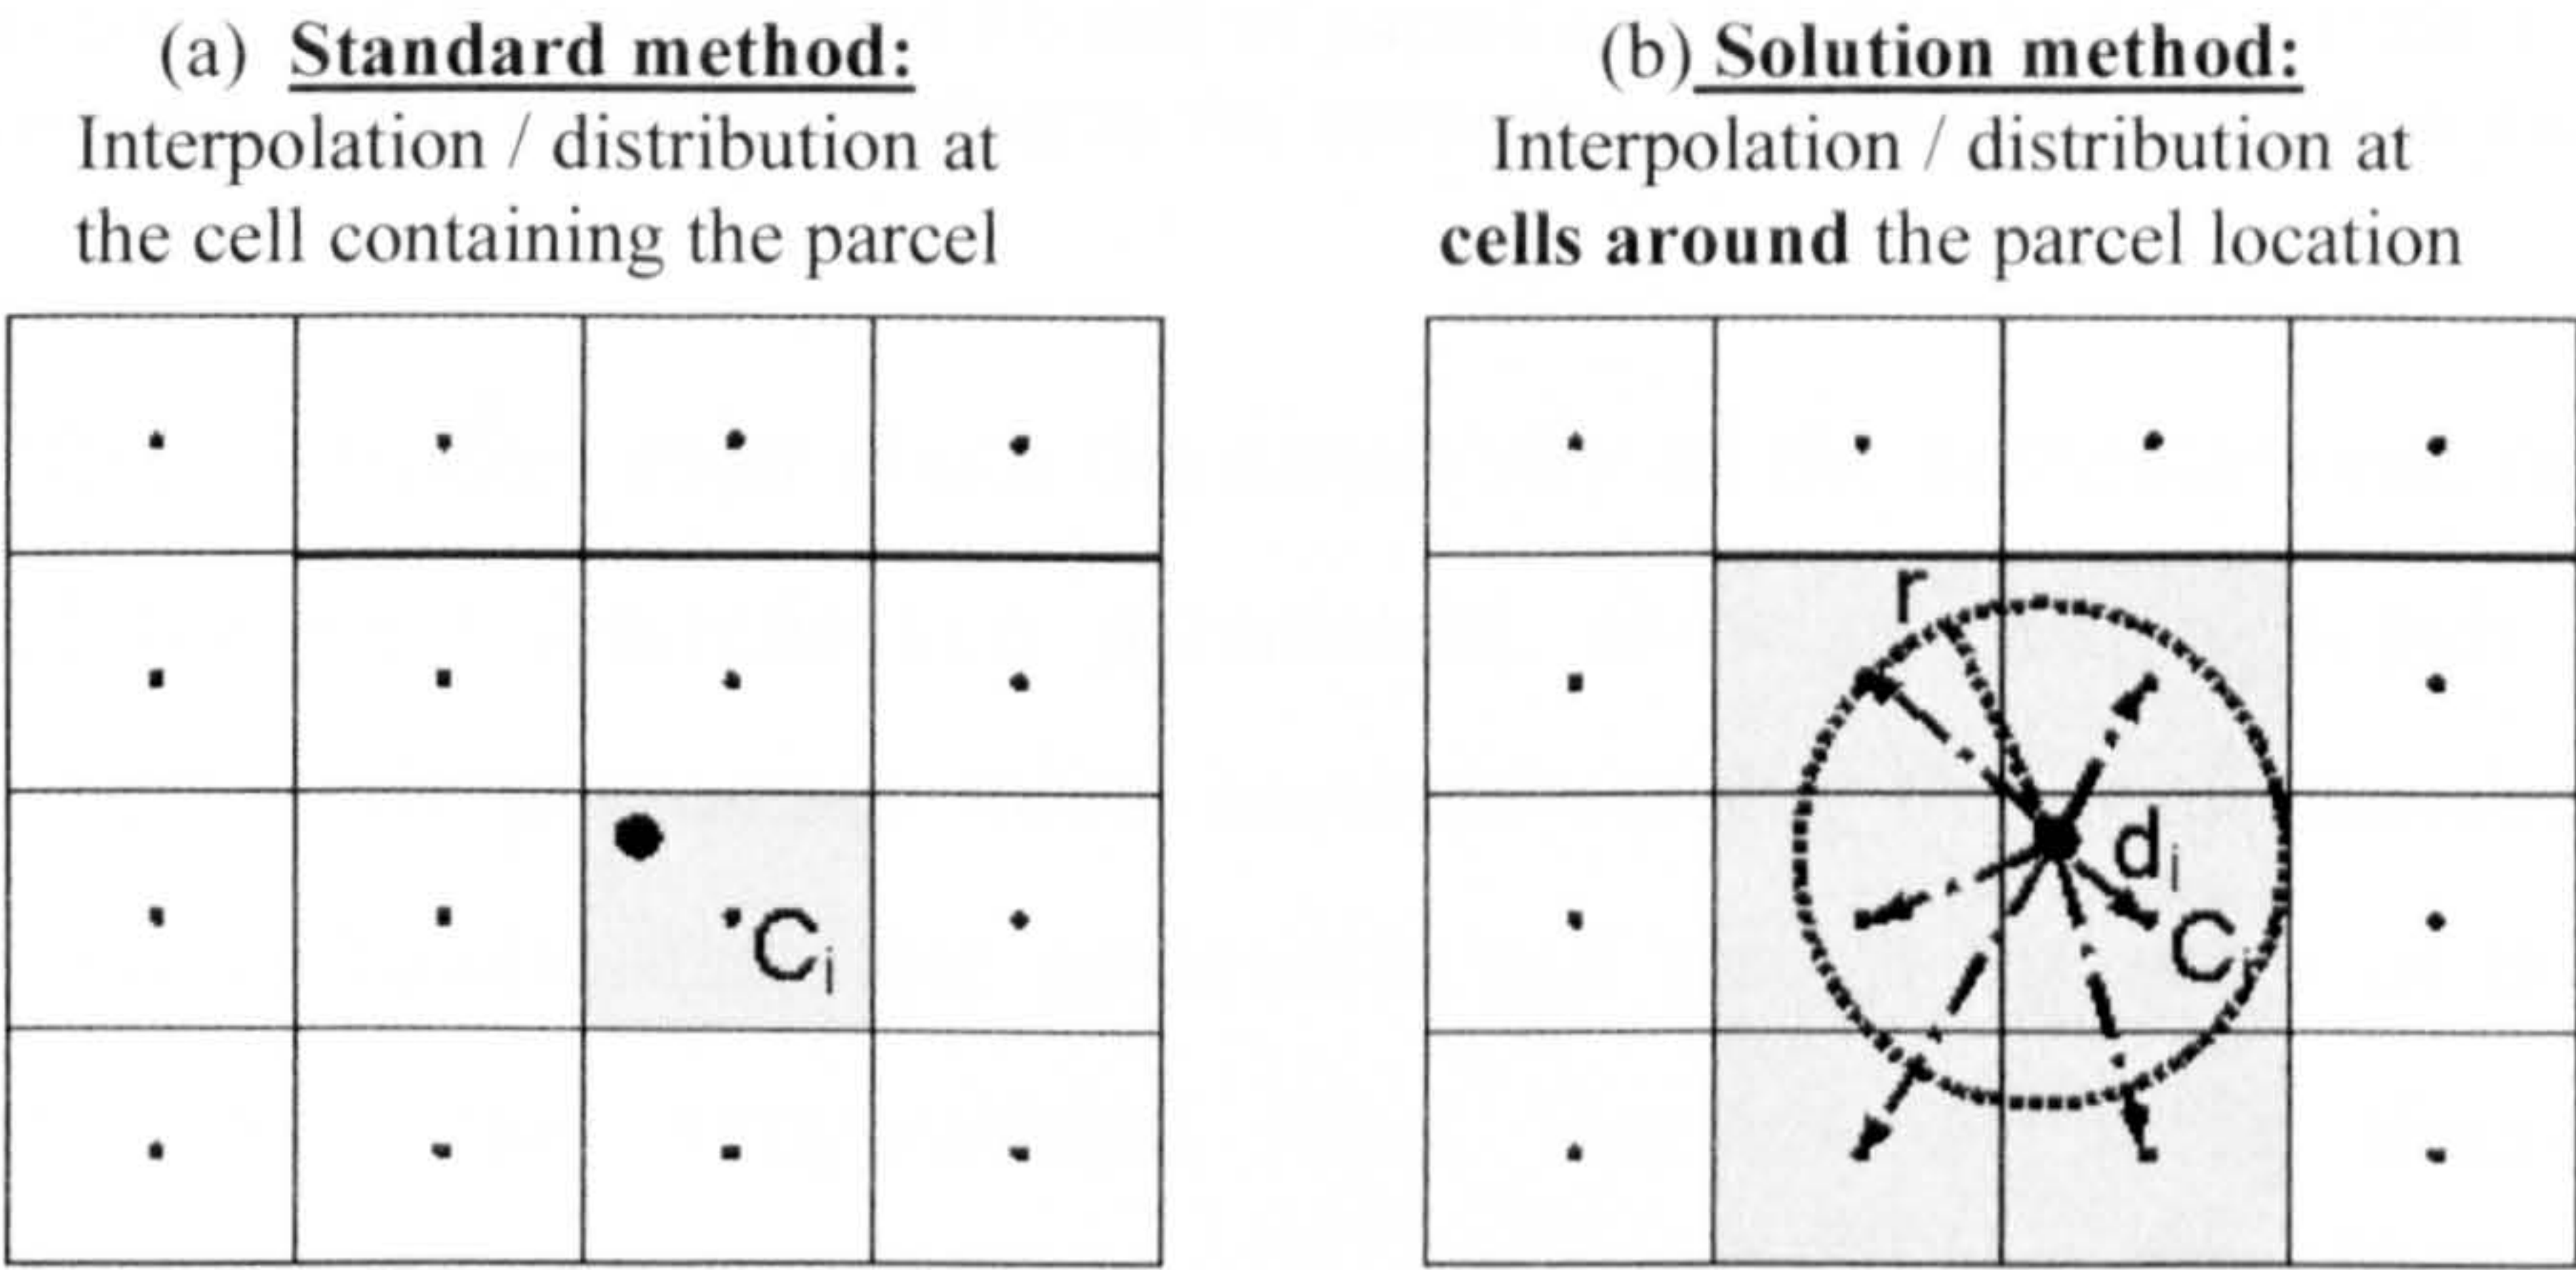 (a) Standard method:
Interpolation / distribution at
the cell containing the parcel
Ci
(b) Solution method:
Interpolation / distribution at
cells around the parcel location
r
di
Ci